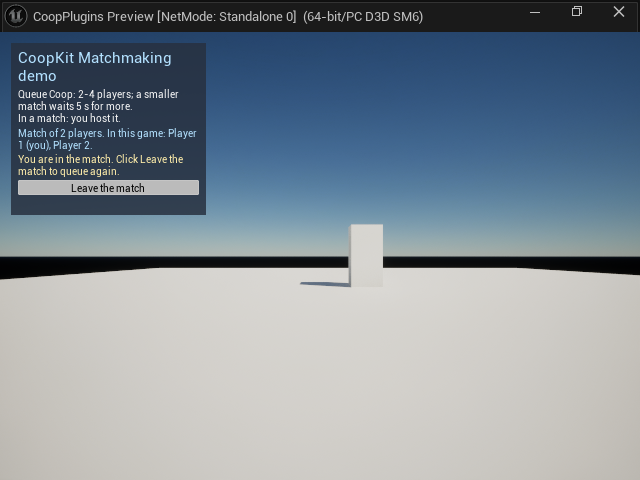 CoopPlugins Preview [NetMode: Standalone 0] (64-bit/PC D3D SM6)
CoopKit Matchmaking
demo
Queue Coop: 2-4 players; a smaller
match waits 5 s for more.
In a match: you host it.
Match of 2 players. In this game: Player
1 (you), Player 2.
You are in the match. Click Leave the
match to queue again.
Leave the match